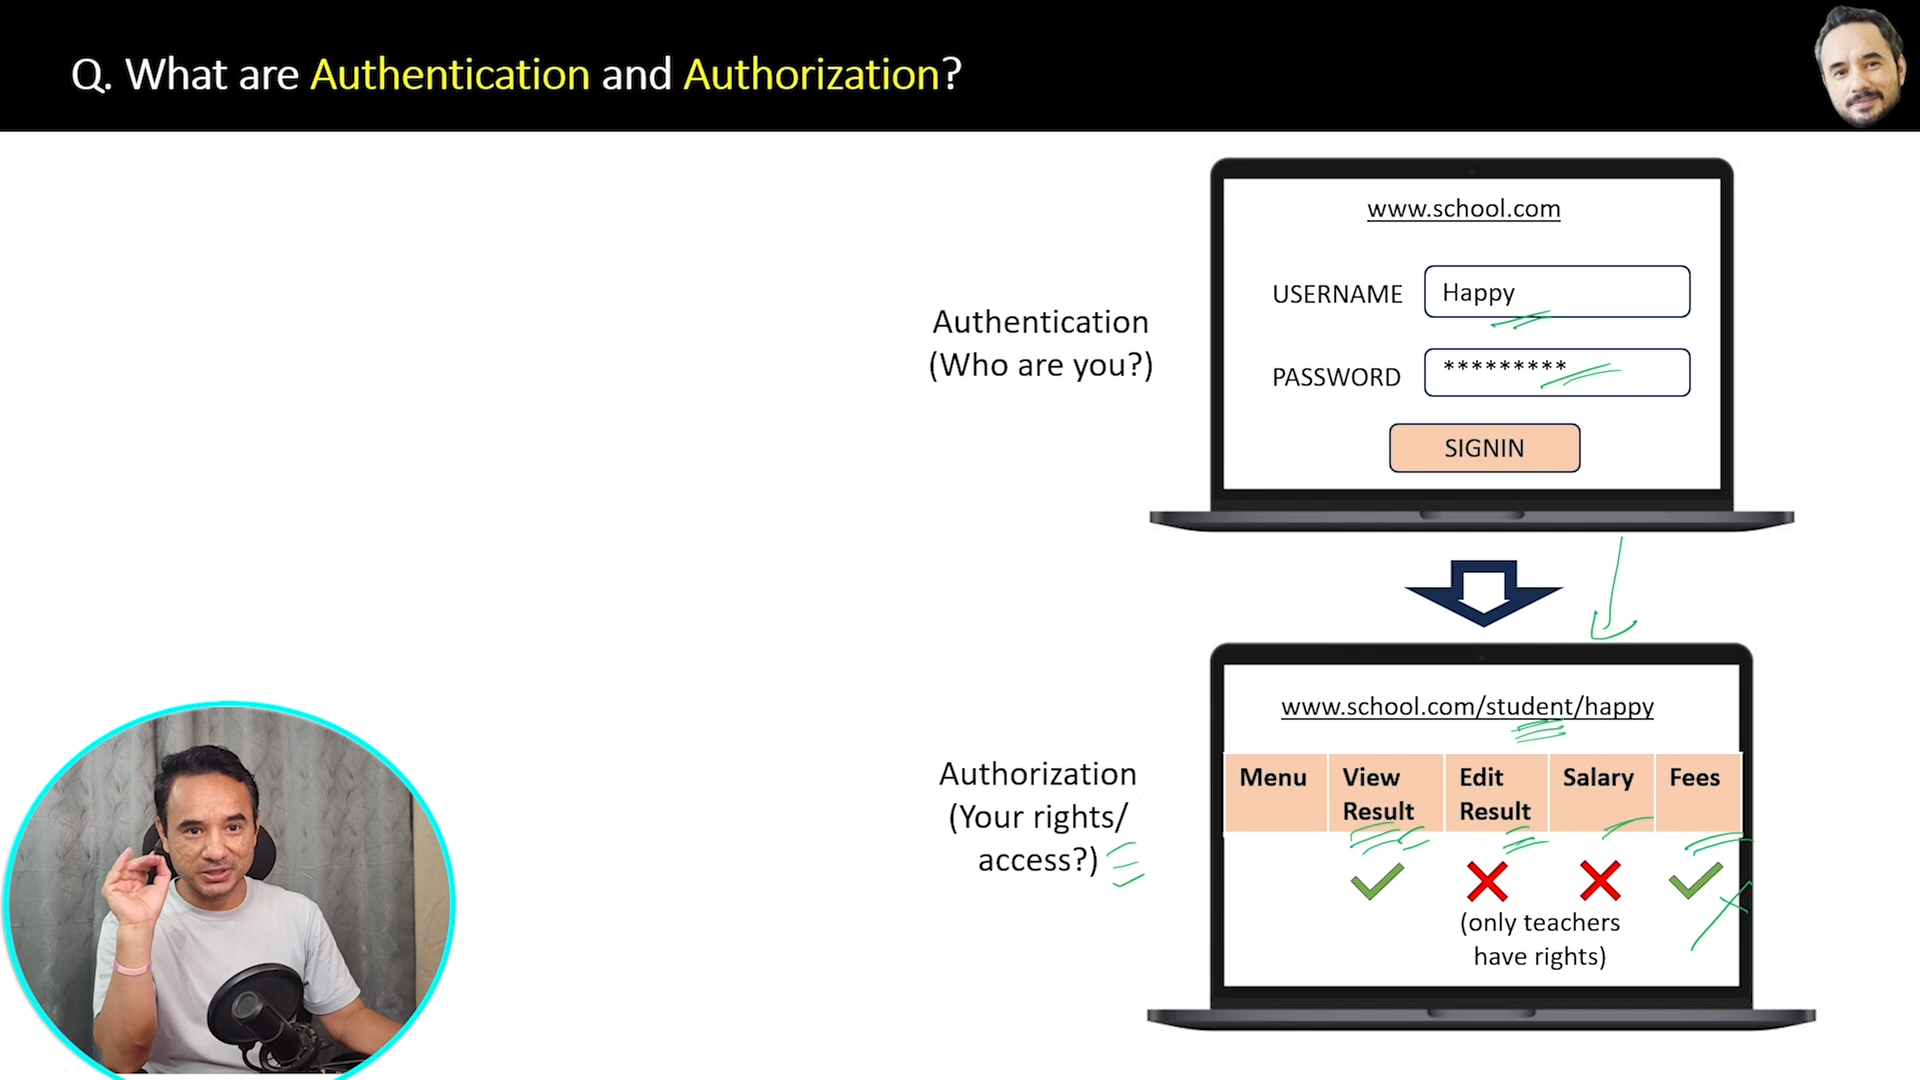 Q. What are Authentication and Authorization?
www.school.com
USERNAME Happy
PASSWORD *********
SIGNIN
Authentication
(Who are you?)
www.school.com/student/happy
Menu View Result Edit Result Salary Fees
(only teachers
have rights)
Authorization
(Your rights/
access?)